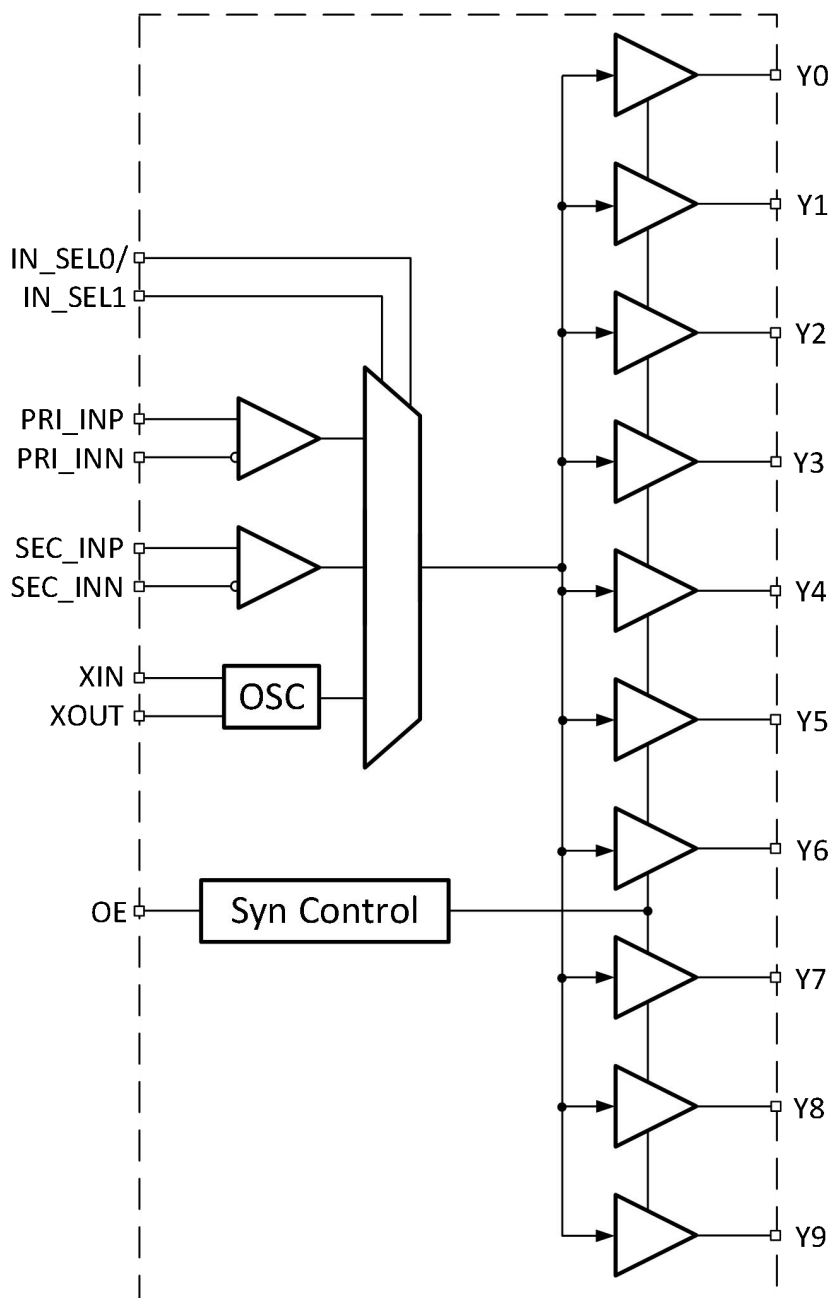 Y0
Y1
IN_SEL0/
IN_SEL1
Y2
PRI_INP
PRI_INN
Y3
SEC_INP
SEC_INN
Y4
XIN
XOUT
OSC
Y5
Y6
OE
Syn Control
Y7
Y8
Y9